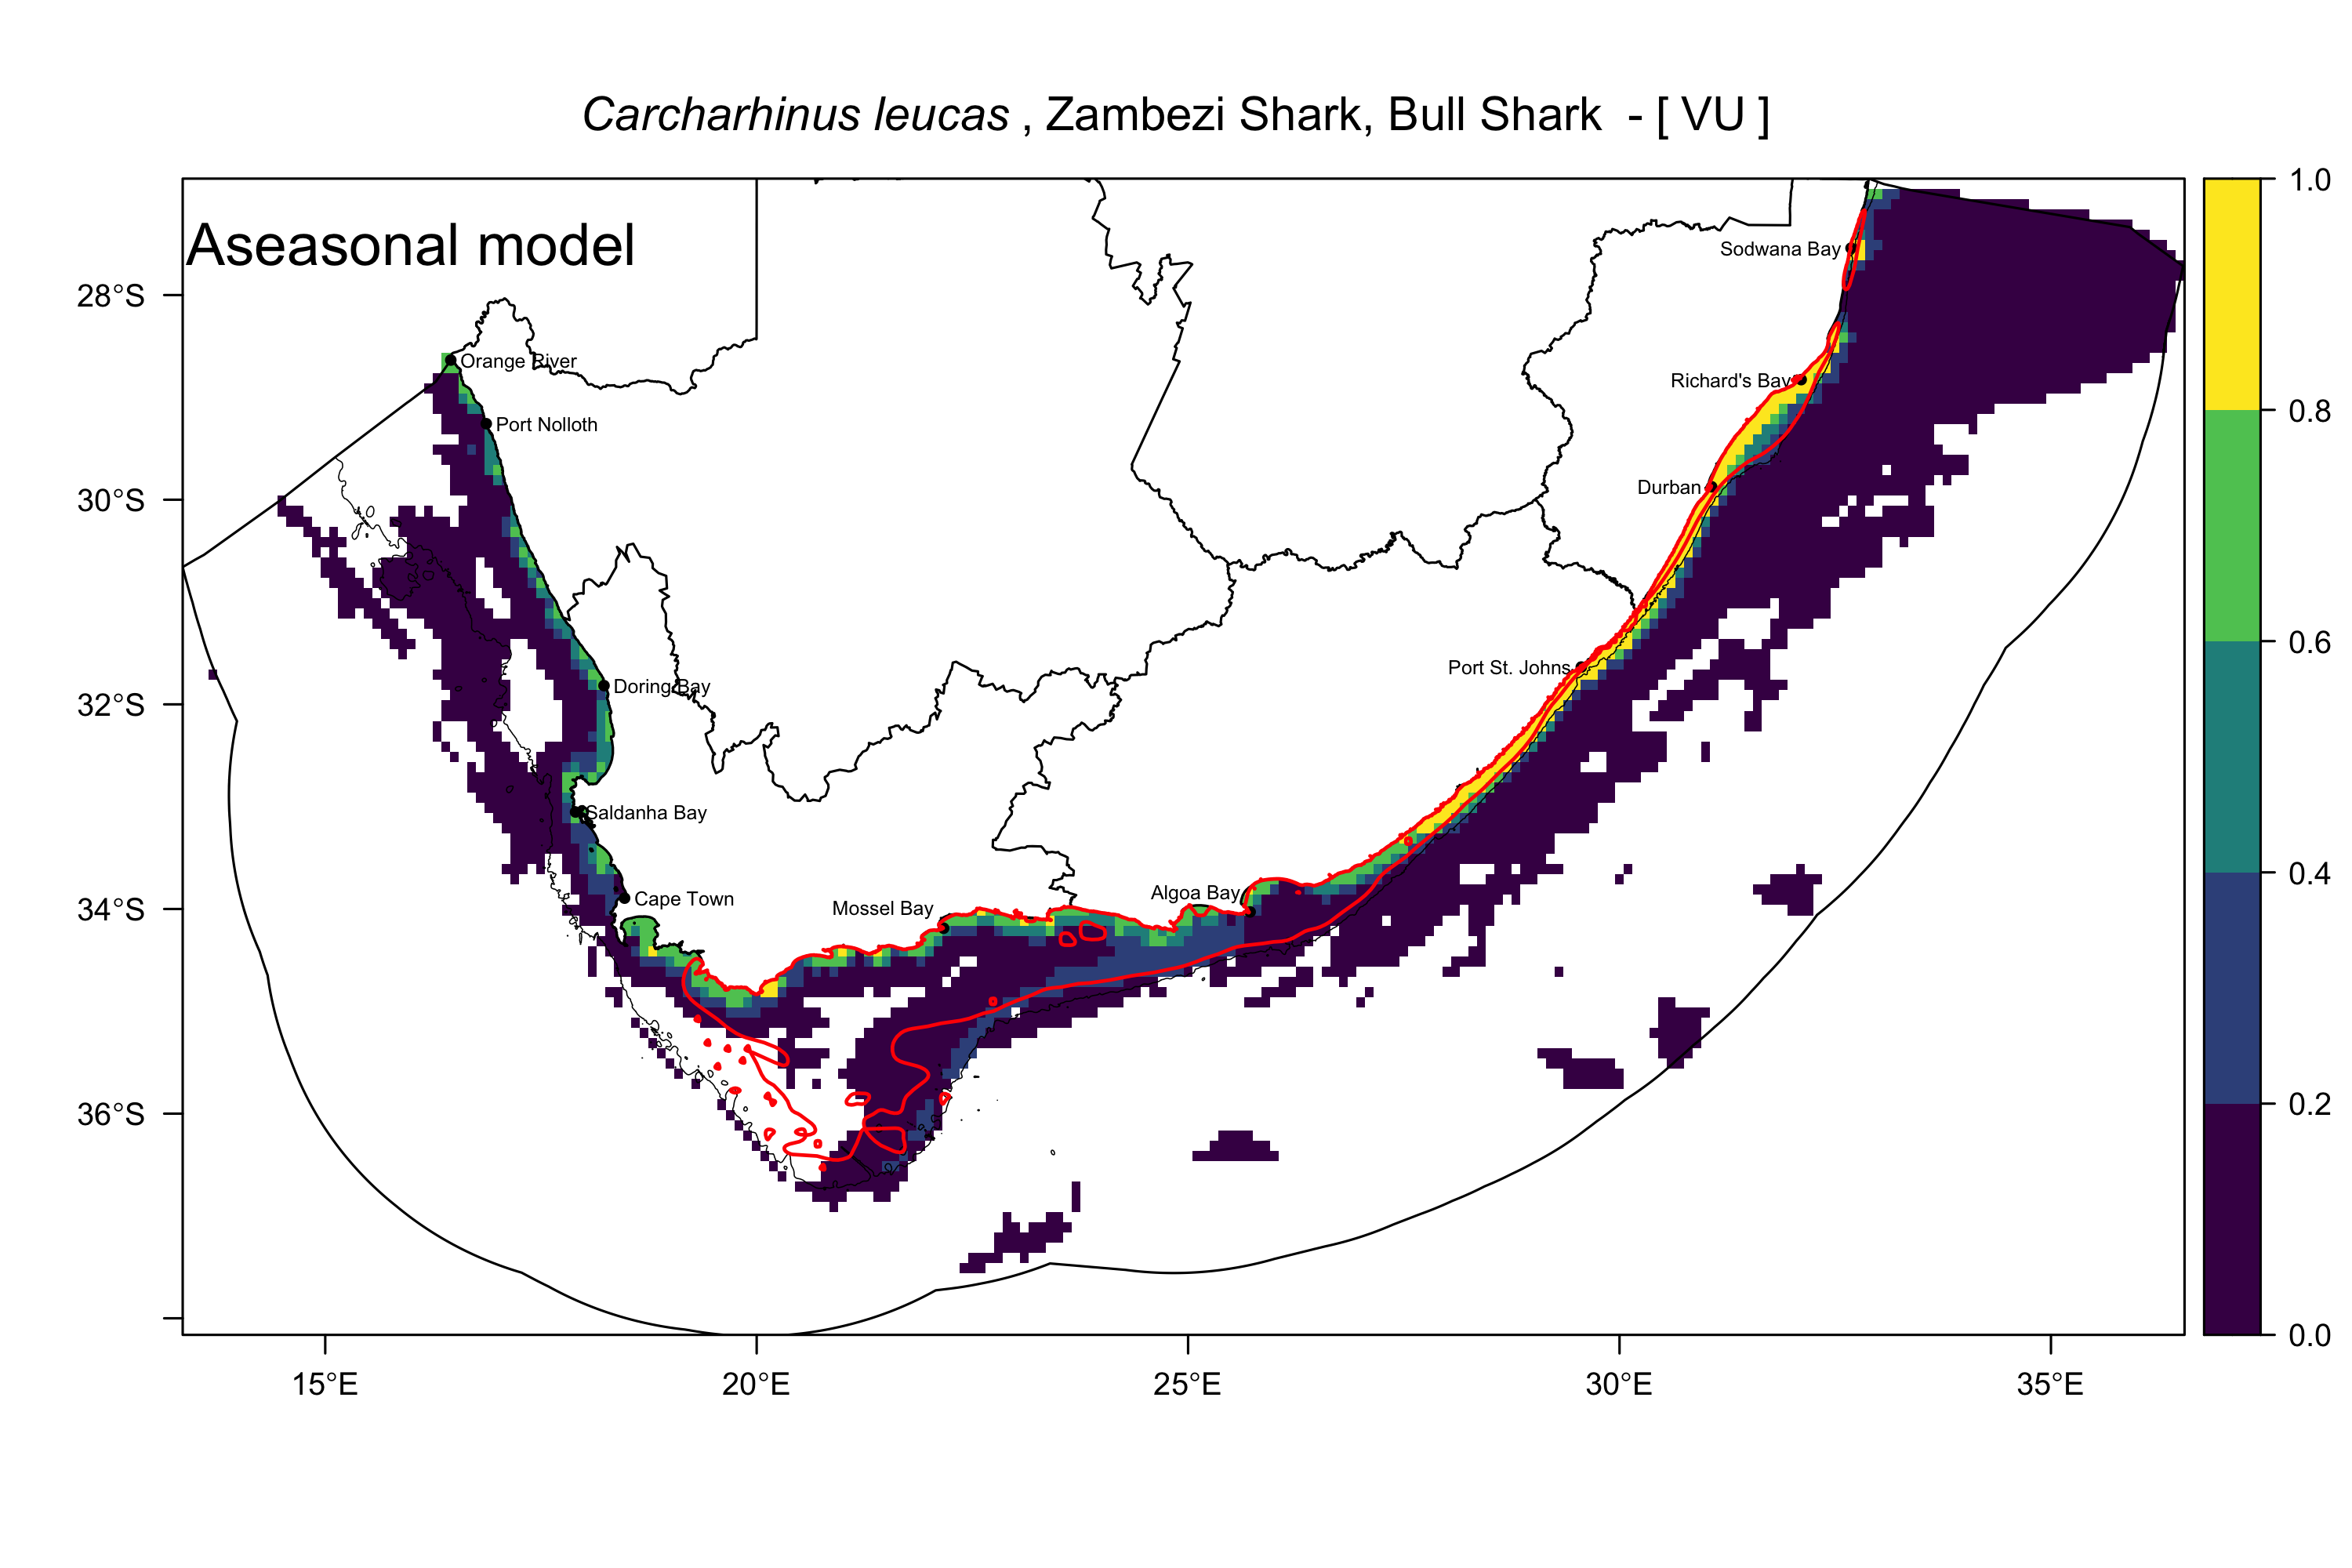 Carcharhinus leucas , Zambezi Shark, Bull Shark - [ VU ]
Aseasonal model
1.0
0.8
0.6
0.4
0.2
0.0
28°S
30°S
32°S
34°S
36°S
15°E
20°E
25°E
30°E
35°E
Sodwana Bay
Orange River
Richard's Bay
Port Nolloth
Durban
Port St. Johns
Doring Bay
Saldanha Bay
Algoa Bay
Cape Town
Mossel Bay